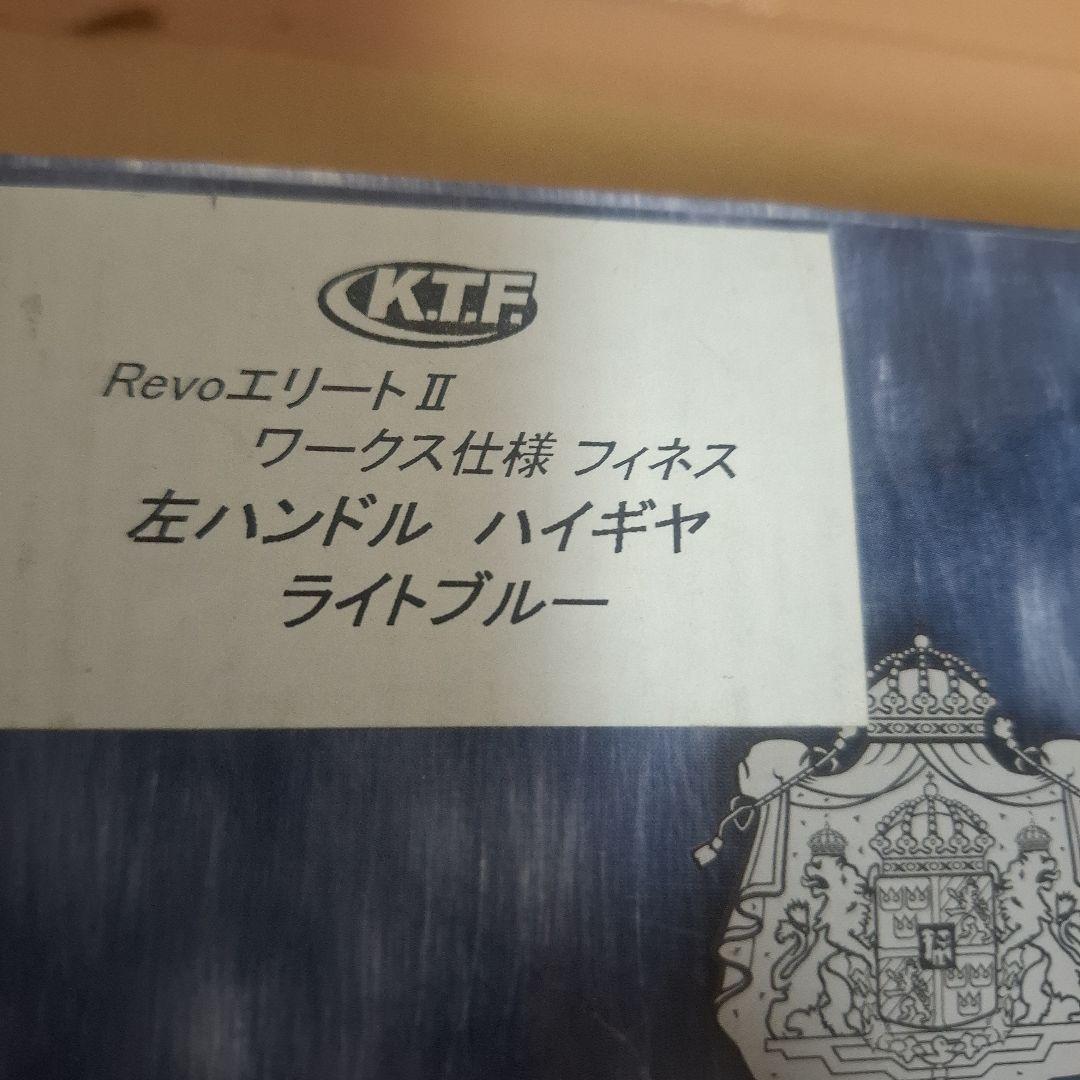 K.T.F.
RevoエリートⅡ
ワークス仕様 フィネス
左ハンドル ハイギヤ
ライトブルー